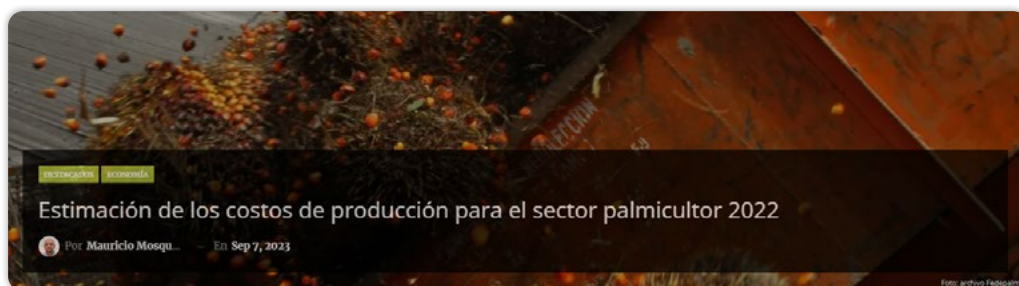 DESTACADOS ECONOMÍA
Estimación de los costos de producción para el sector palmicultor 2022
Por Mauricio Mosqu... – En Sep 7, 2023
Foto: archivo Fedepalm